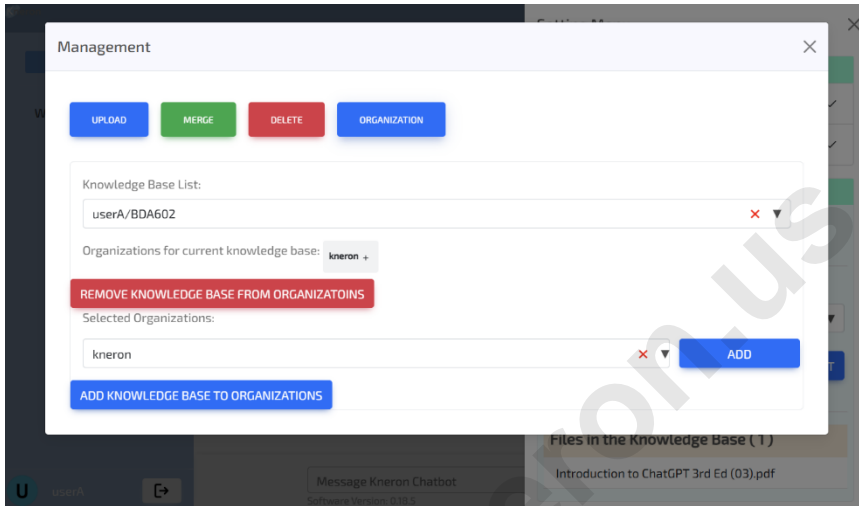 Management
UPLOAD MERGE DELETE ORGANIZATION
Knowledge Base List:
userA/BDA602
Organizations for current knowledge base: kneron +
REMOVE KNOWLEDGE BASE FROM ORGANIZATOINS
Selected Organizations:
kneron
ADD
ADD KNOWLEDGE BASE TO ORGANIZATIONS
Files in the Knowledge Base ( 1 )
Introduction to ChatGPT 3rd Ed (03).pdf
Message Kneron Chatbot
Software Version: 0.18.5
U userA
eron.us